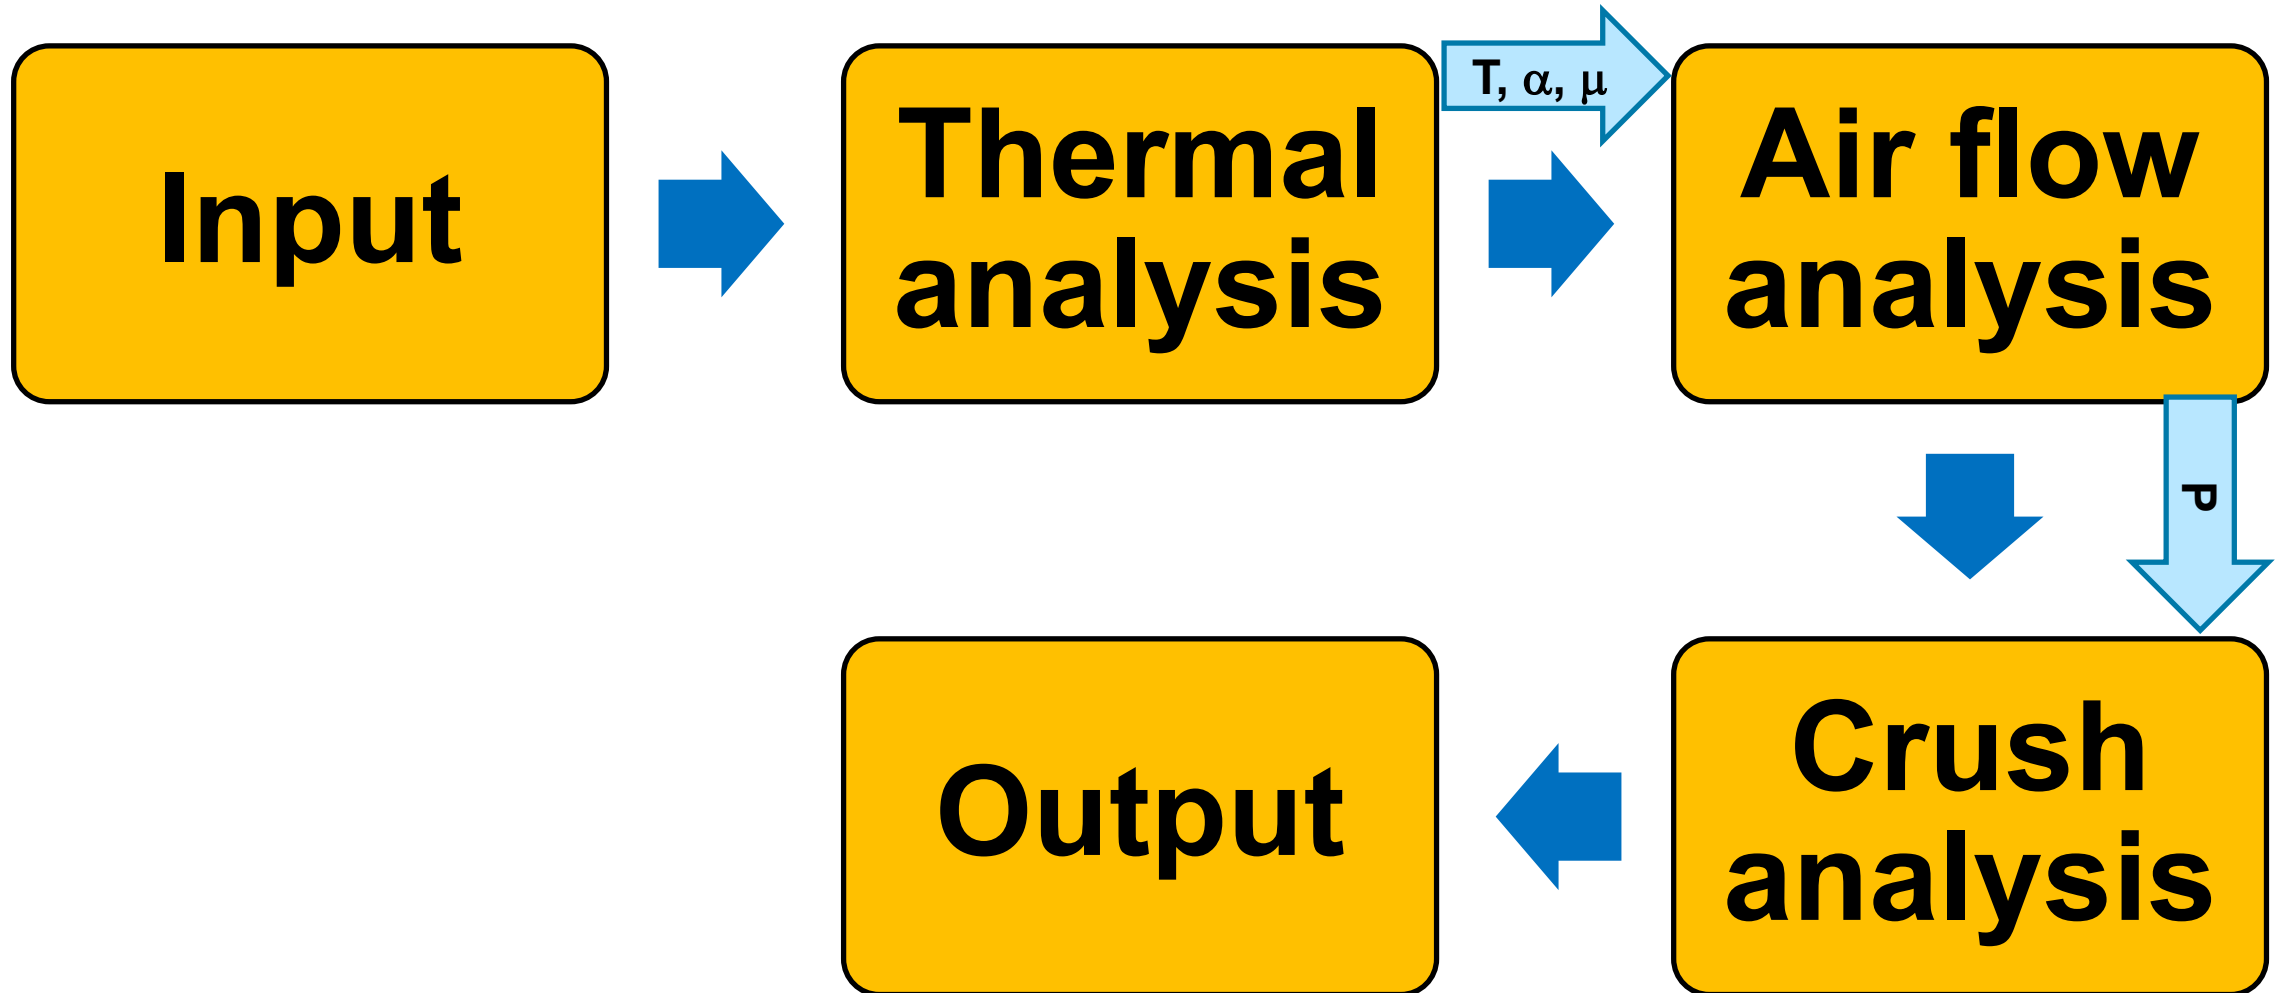 Input
Thermal
analysis
T, α, μ
Air flow
analysis
P
Crush
analysis
Output